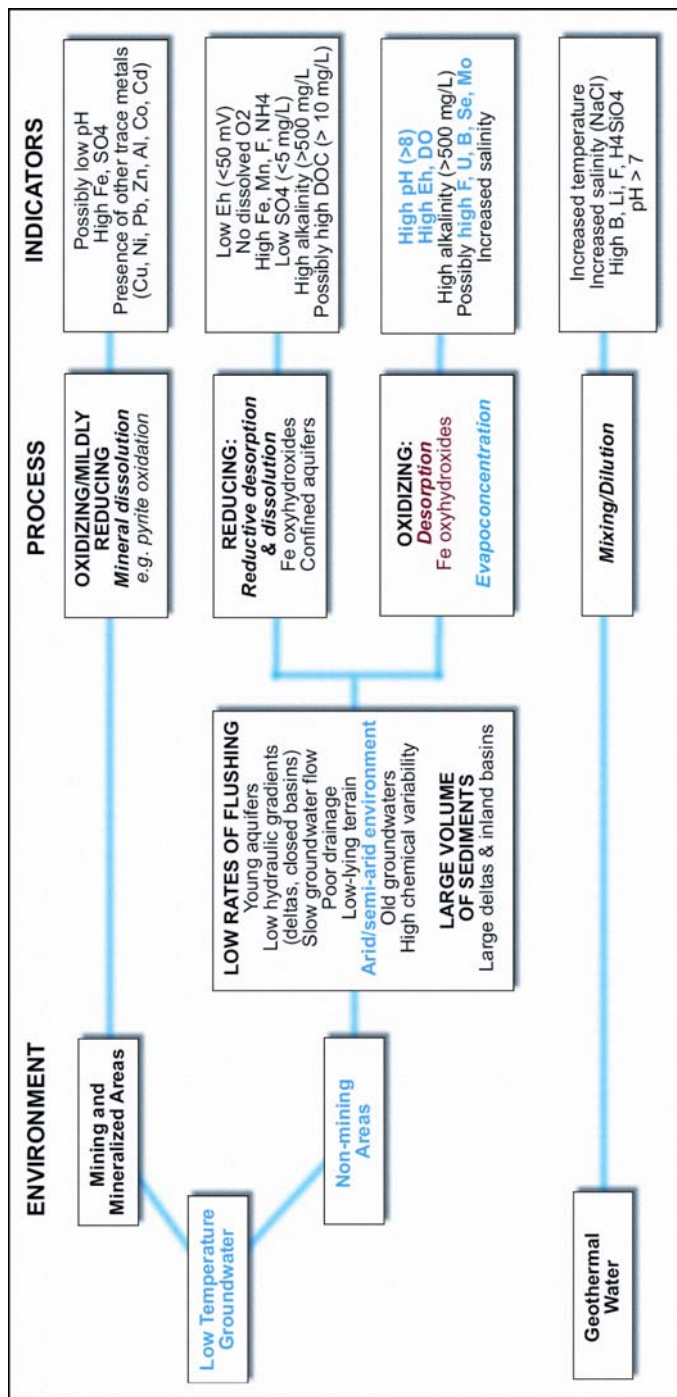 ENVIRONMENT
PROCESS
INDICATORS
Low Temperature
Groundwater
Mining and
Mineralized Areas
Non-mining
Areas
Geothermal
Water
LOW RATES OF FLUSHING
Young aquifers
Low hydraulic gradients
(deltas, closed basins)
Slow groundwater flow
Poor drainage
Low-lying terrain
Arid/semi-arid environment
Old groundwaters
High chemical variability
LARGE VOLUME
OF SEDIMENTS
Large deltas & inland basins
OXIDIZING/MILDLY
REDUCING
Mineral dissolution
e.g. pyrite oxidation
REDUCING:
Reductive desorption
& dissolution
Fe oxyhydroxides
Confined aquifers
OXIDIZING:
Desorption
Fe oxyhydroxides
Evapoconcentration
Mixing/Dilution
Possibly low pH
High Fe, SO4
Presence of other trace metals
(Cu, Ni, Pb, Zn, Al, Co, Cd)
Low Eh (<50 mV)
No dissolved O2
High Fe, Mn, F, NH4
Low SO4 (<5 mg/L)
High alkalinity (>500 mg/L
Possibly high DOC (> 10 mg/L)
High pH (>8)
High Eh, DO
High alkalinity (>500 mg/L)
Possibly high F, U, B, Se, Mo
Increased salinity
Increased temperature
Increased salinity (NaCl)
High B, Li, F, H4SiO4
pH > 7